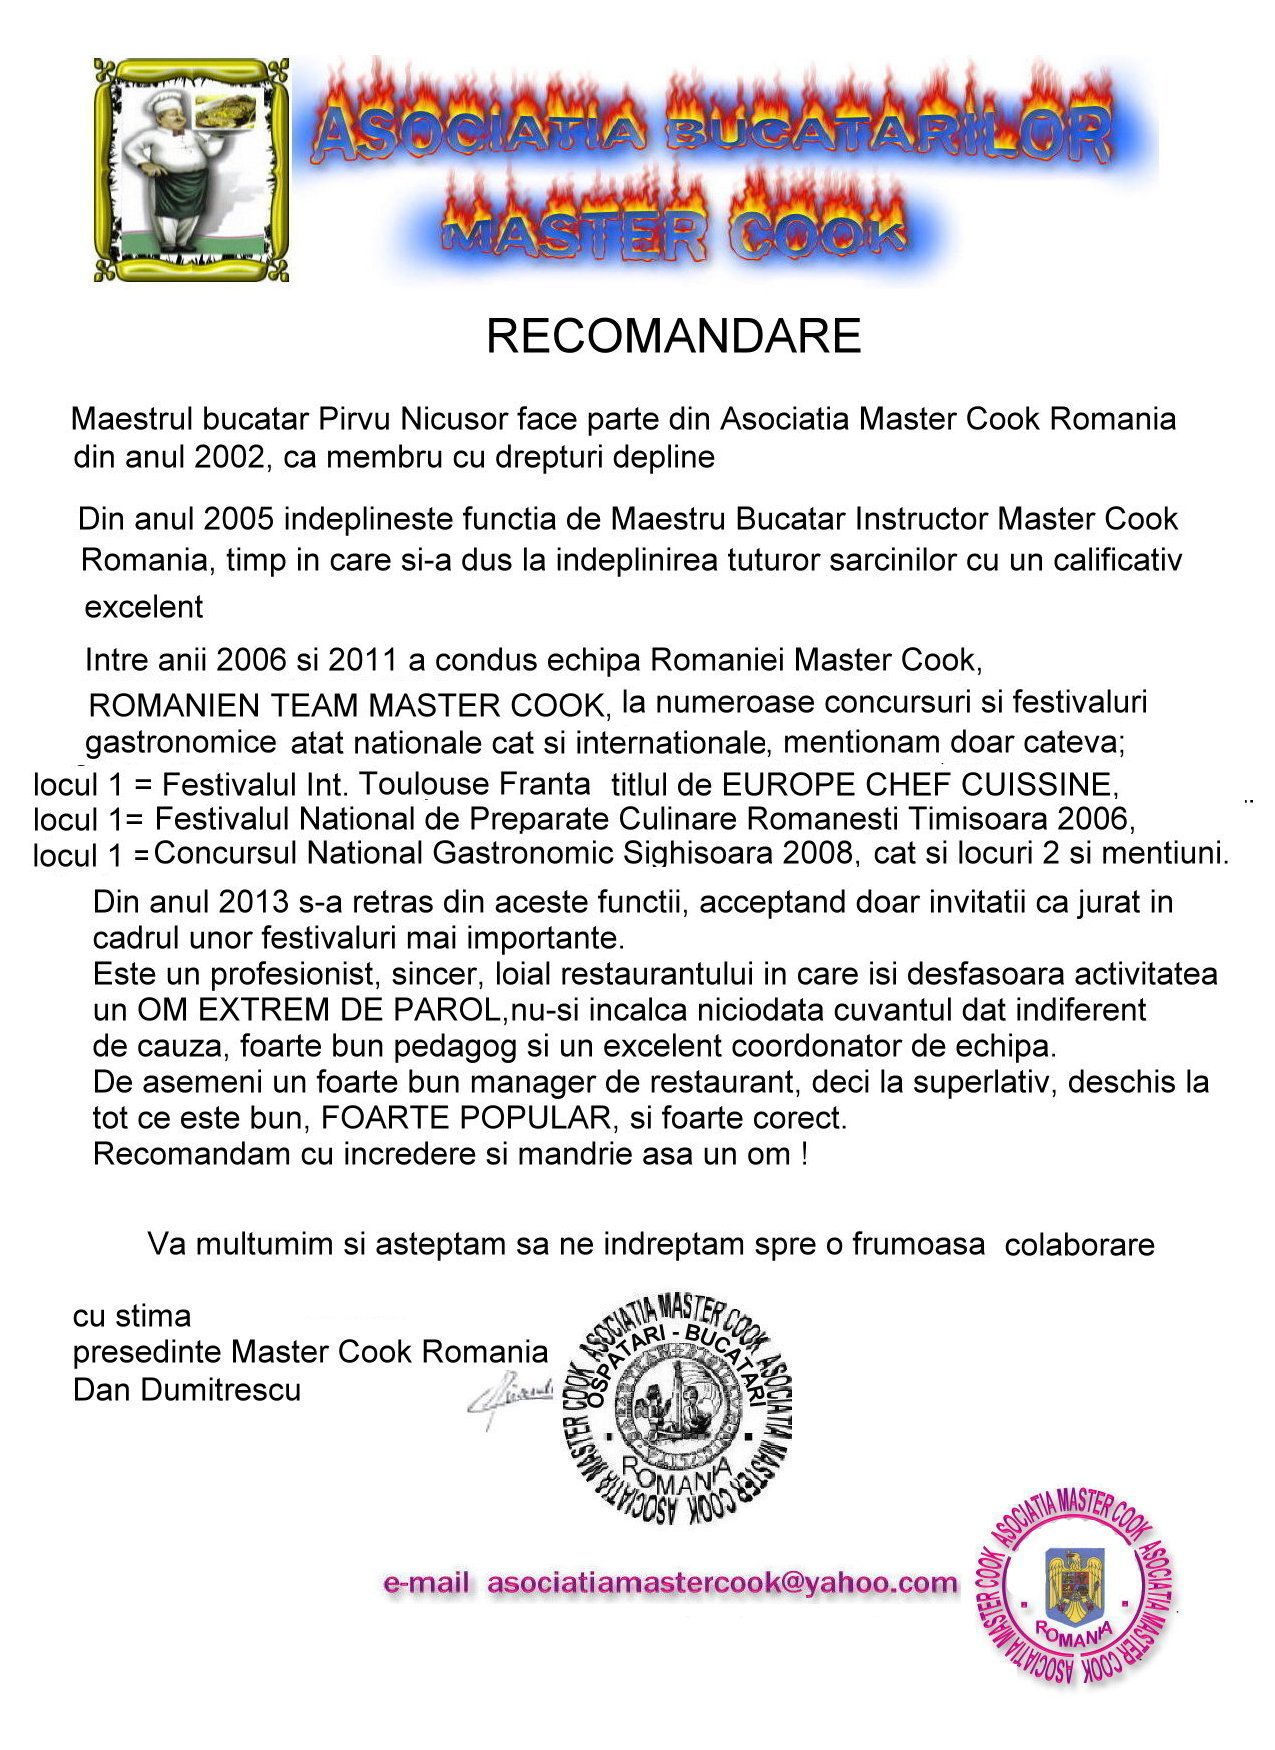 ASOCIATIA BUCATARILOR
MASTER COOK
RECOMANDARE
Maestrul bucatar Pirvu Nicusor face parte din Asociatia Master Cook Romania
din anul 2002, ca membru cu drepturi depline
Din anul 2005 indeplineste functia de Maestru Bucatar Instructor Master Cook
Romania, timp in care si-a dus la indeplinirea tuturor sarcinilor cu un calificativ
excelent
Intre anii 2006 si 2011 a condus echipa Romaniei Master Cook,
ROMANIEN TEAM MASTER COOK, la numeroase concursuri si festivaluri
gastronomice atat nationale cat si internationale, mentionam doar cateva;
locul 1 = Festivalul Int. Toulouse Franta titlul de EUROPE CHEF CUISSINE,
locul 1= Festivalul National de Preparate Culinare Romanesti Timisoara 2006,
locul 1 =Concursul National Gastronomic Sighisoara 2008, cat si locuri 2 si mentiuni.
Din anul 2013 s-a retras din aceste functii, acceptand doar invitatii ca jurat in
cadrul unor festivaluri mai importante.
Este un profesionist, sincer, loial restaurantului in care isi desfasoara activitatea
un OM EXTREM DE PAROL,nu-si incalca niciodata cuvantul dat indiferent
de cauza, foarte bun pedagog si un excelent coordonator de echipa.
De asemeni un foarte bun manager de restaurant, deci la superlativ, deschis la
tot ce este bun, FOARTE POPULAR, si foarte corect.
Recomandam cu incredere si mandrie asa un om !
Va multumim si asteptam sa ne indreptam spre o frumoasa colaborare
cu stima
presedinte Master Cook Romania
Dan Dumitrescu
ASOCIATIA MASTER COOK ASOCIATIA MASTER COOK ASOCIATIA MASTER COOK
OSPATARI - BUCATARI
ROMANIA
e-mail asociatiamastercook@yahoo.com
ASOCIATIA MASTER COOK ASOCIATIA MASTER COOK ASOCIATIA MASTER COOK
ROMANIA